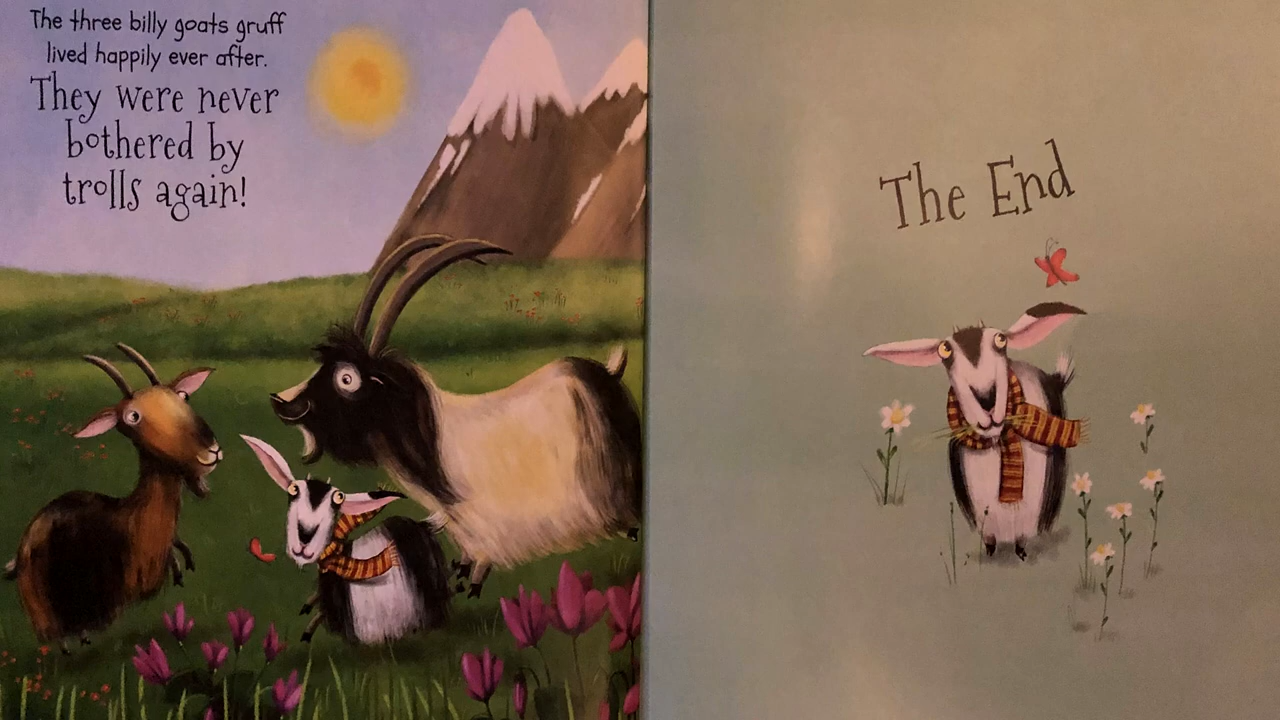 The three billy goats gruff
lived happily ever after.
They were never
bothered by
trolls again!
The End